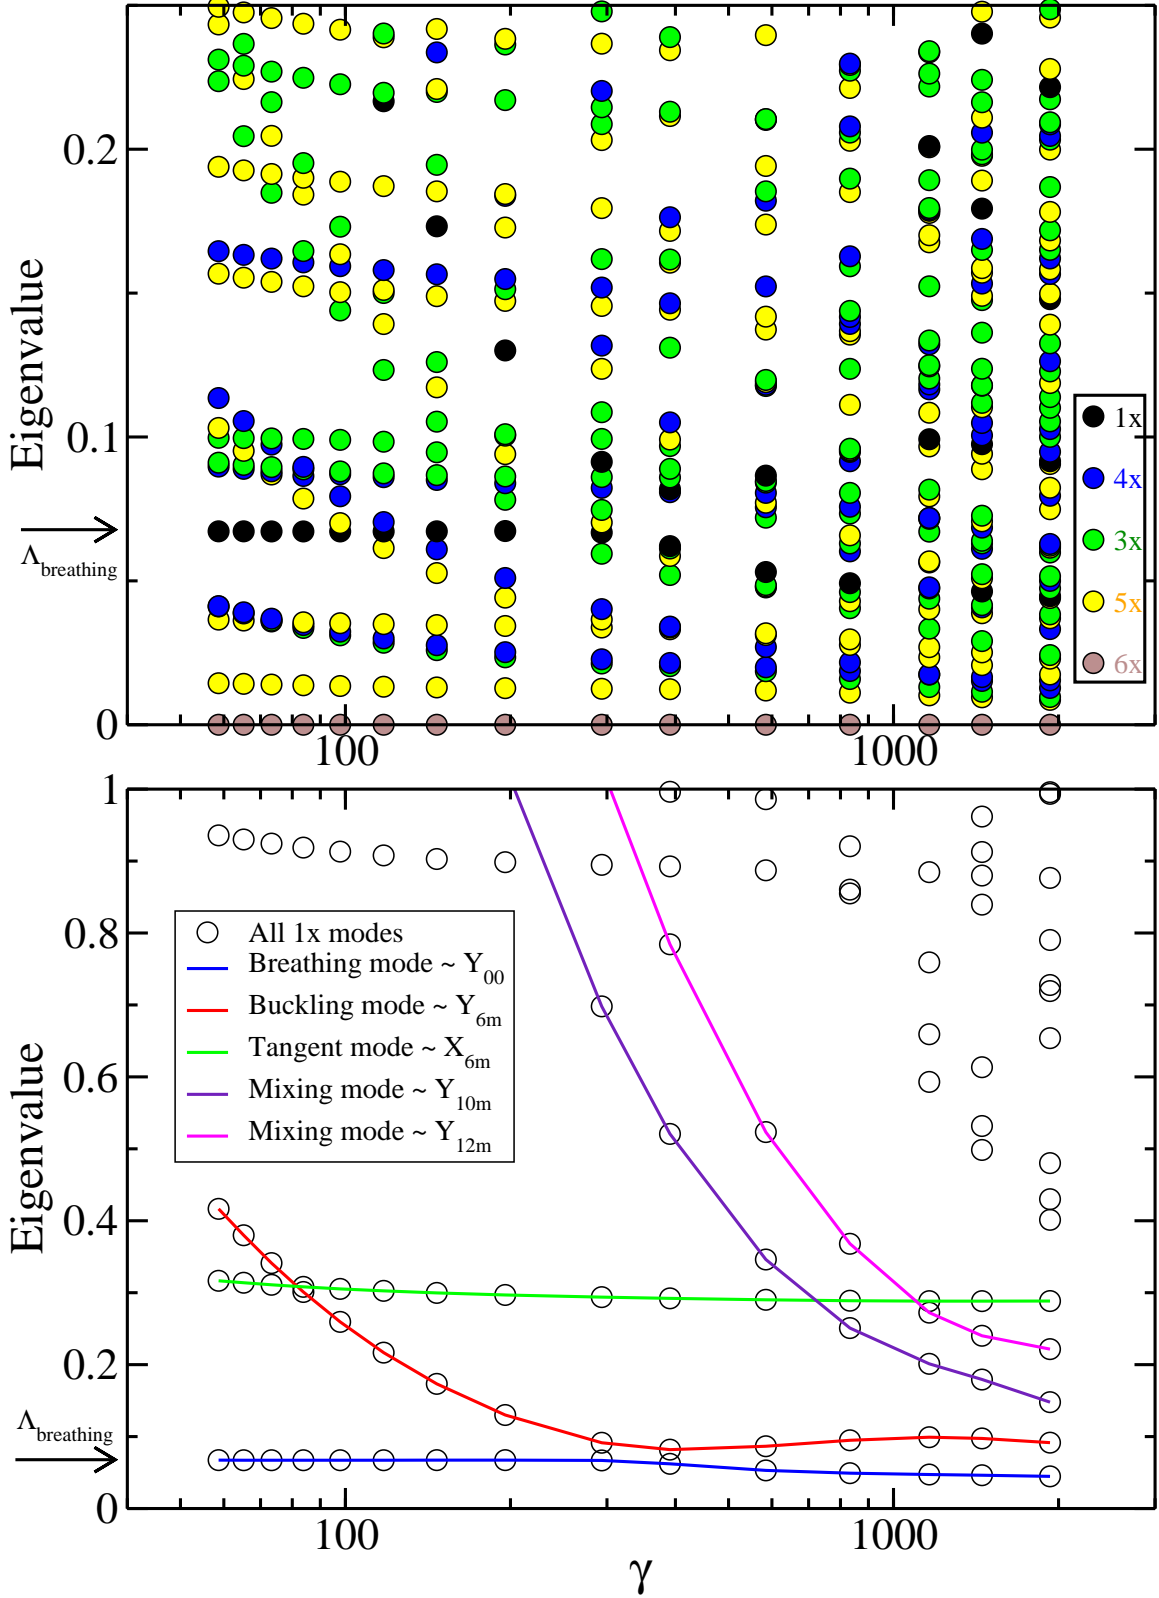 0.2
0.1
0
Eigenvalue
Λbreathing
1x
4x
3x
5x
6x
100
1000
1
0.8
0.6
0.4
0.2
0
Eigenvalue
Λbreathing
All 1x modes
Breathing mode ~ Y00
Buckling mode ~ Y6m
Tangent mode ~ X6m
Mixing mode ~ Y10m
Mixing mode ~ Y12m
100
1000
γ